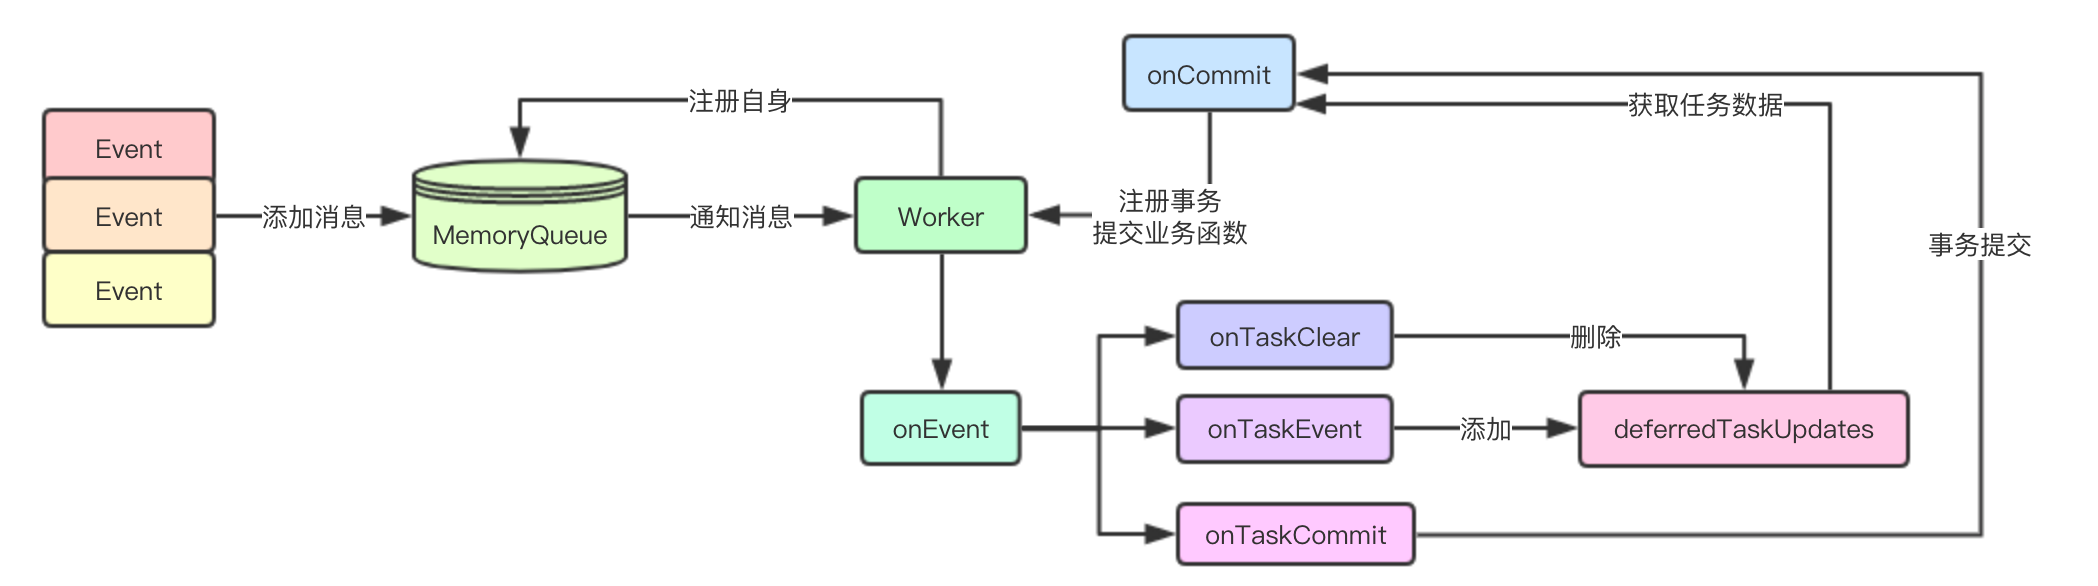 onCommit
注册自身
获取任务数据
Event
Event
Event
添加消息
MemoryQueue
通知消息
Worker
注册事务
提交业务函数
事务提交
onTaskClear
删除
onEvent
onTaskEvent
添加
deferredTaskUpdates
onTaskCommit